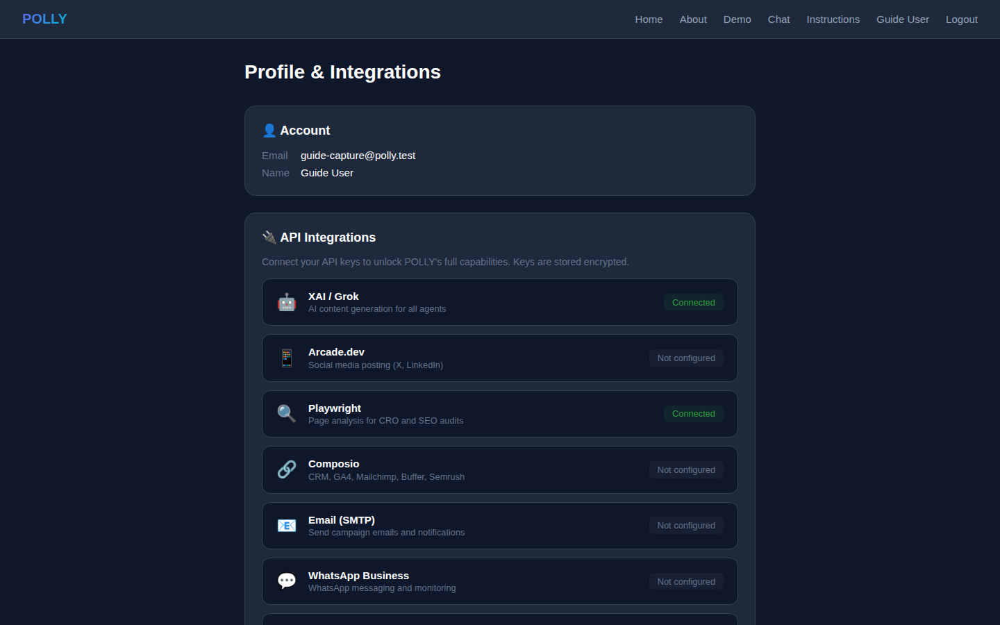 POLLY
Home About Demo Chat Instructions Guide User Logout
Profile & Integrations
Account
Email guide-capture@polly.test
Name Guide User
API Integrations
Connect your API keys to unlock POLLY's full capabilities. Keys are stored encrypted.
XAI / Grok
AI content generation for all agents
Connected
Arcade.dev
Social media posting (X, LinkedIn)
Not configured
Playwright
Page analysis for CRO and SEO audits
Connected
Composio
CRM, GA4, Mailchimp, Buffer, Semrush
Not configured
Email (SMTP)
Send campaign emails and notifications
Not configured
WhatsApp Business
WhatsApp messaging and monitoring
Not configured